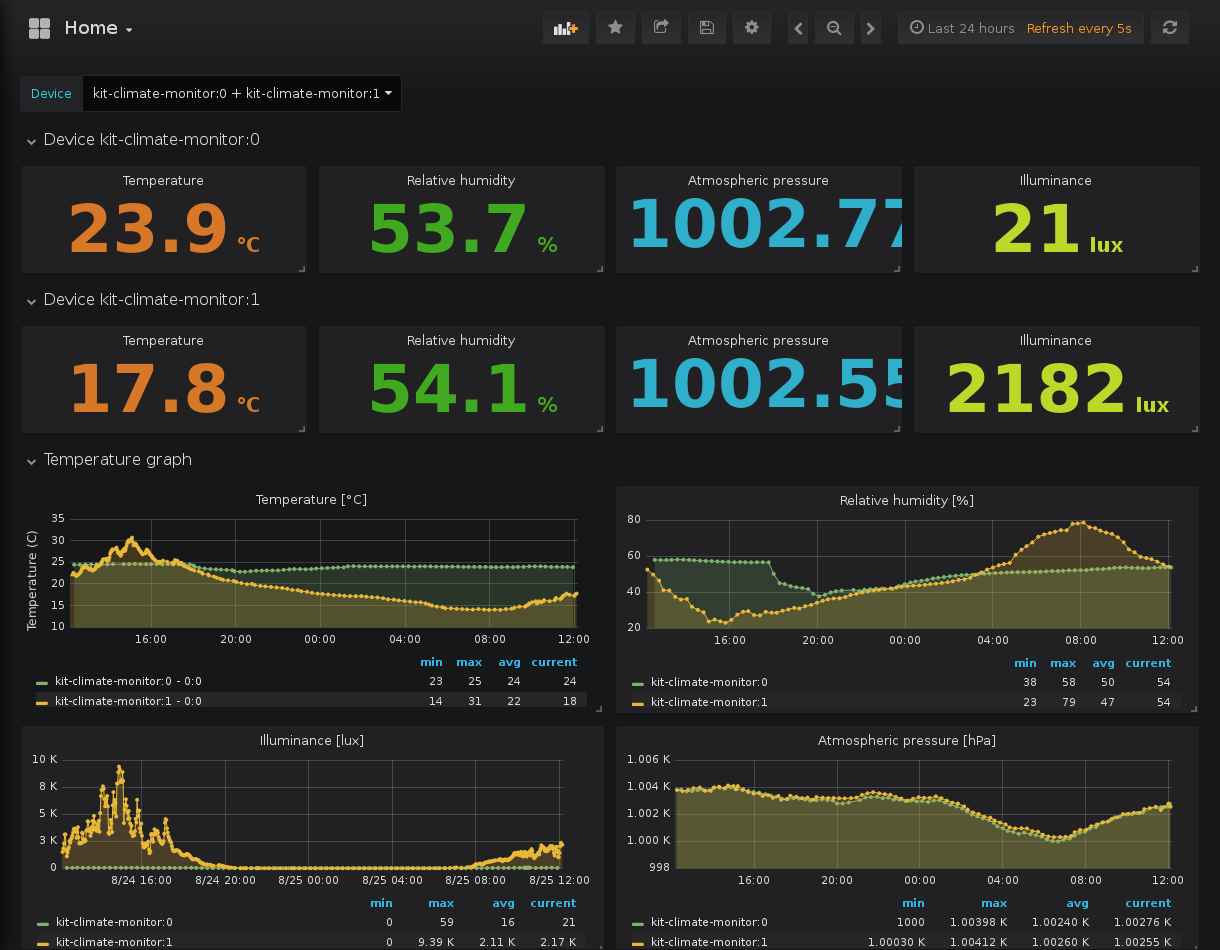 Home
Last 24 hours Refresh every 5s
Device kit-climate-monitor:0 + kit-climate-monitor:1
Device kit-climate-monitor:0
Temperature Relative humidity Atmospheric pressure Illuminance
23.9 °C 53.7 % 1002.77 21 lux
Device kit-climate-monitor:1
Temperature Relative humidity Atmospheric pressure Illuminance
17.8 °C 54.1 % 1002.55 2182 lux
Temperature graph
Temperature [°C]
Temperature (C)
35
30
25
20
15
10
16:00 20:00 00:00 04:00 08:00 12:00
min max avg current
kit-climate-monitor:0 - 0:0 23 25 24 24
kit-climate-monitor:1 - 0:0 14 31 22 18
Relative humidity [%]
80
60
40
20
16:00 20:00 00:00 04:00 08:00 12:00
min max avg current
kit-climate-monitor:0 38 58 50 54
kit-climate-monitor:1 23 79 47 54
Illuminance [lux]
10 K
8 K
5 K
3 K
0
8/24 16:00 8/24 20:00 8/25 00:00 8/25 04:00 8/25 08:00 8/25 12:00
min max avg current
kit-climate-monitor:0 0 59 16 21
kit-climate-monitor:1 0 9.39 K 2.11 K 2.17 K
Atmospheric pressure [hPa]
1.006 K
1.004 K
1.002 K
1.000 K
998
16:00 20:00 00:00 04:00 08:00 12:00
min max avg current
kit-climate-monitor:0 1000 1.00398 K 1.00240 K 1.00276 K
kit-climate-monitor:1 1.00030 K 1.00412 K 1.00260 K 1.00255 K